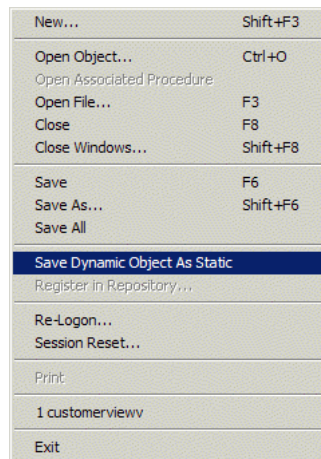 New... Shift+F3
Open Object... Ctrl+O
Open Associated Procedure
Open File... F3
Close F8
Close Windows... Shift+F8
Save F6
Save As... Shift+F6
Save All
Save Dynamic Object As Static
Register in Repository...
Re-Logon...
Session Reset...
Print
1 customerviewv
Exit